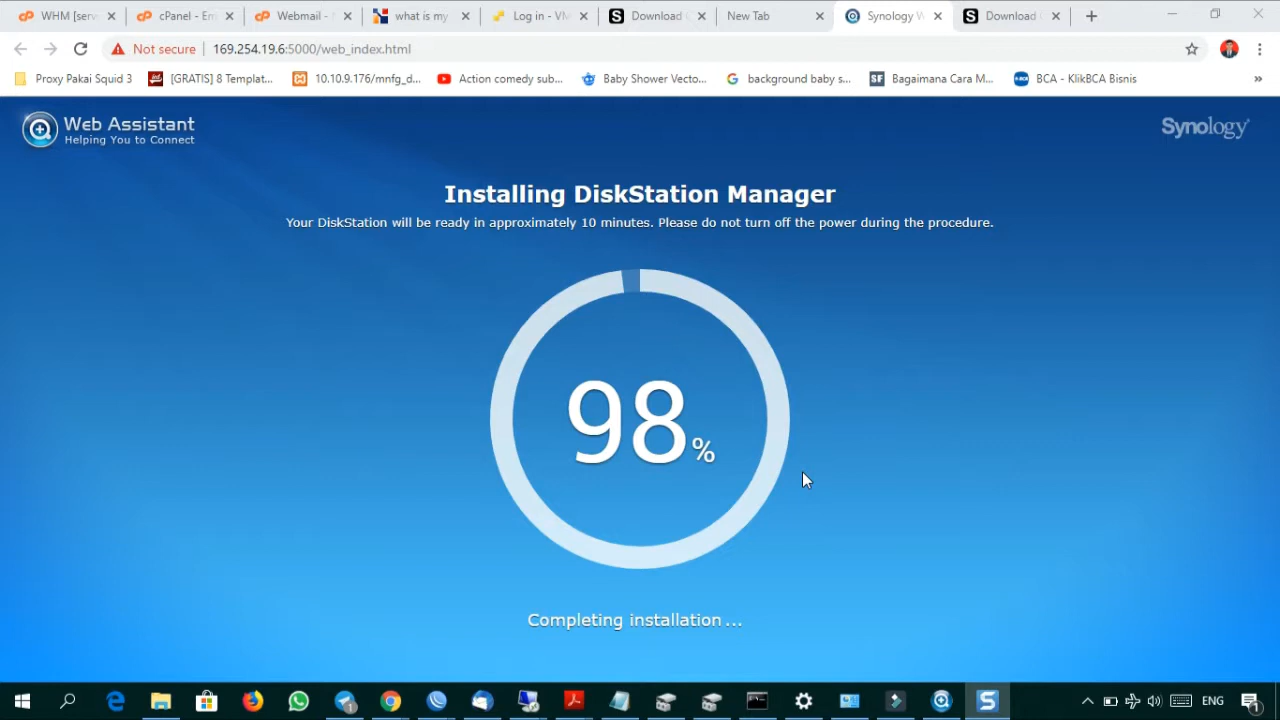 WHM [serv
cPanel - Em
Webmail -
what is my
Log in - VM
Download
New Tab
Synology W
Download
Not secure
169.254.19.6:5000/web_index.html
Proxy Pakai Squid 3
[GRATIS] 8 Templat...
10.10.9.176/mnfg_d...
Action comedy sub...
Baby Shower Vecto...
background baby s...
Bagaimana Cara M...
BCA - KlikBCA Bisnis
Web Assistant
Helping You to Connect
Synology
Installing DiskStation Manager
Your DiskStation will be ready in approximately 10 minutes. Please do not turn off the power during the procedure.
98%
Completing installation ...
ENG